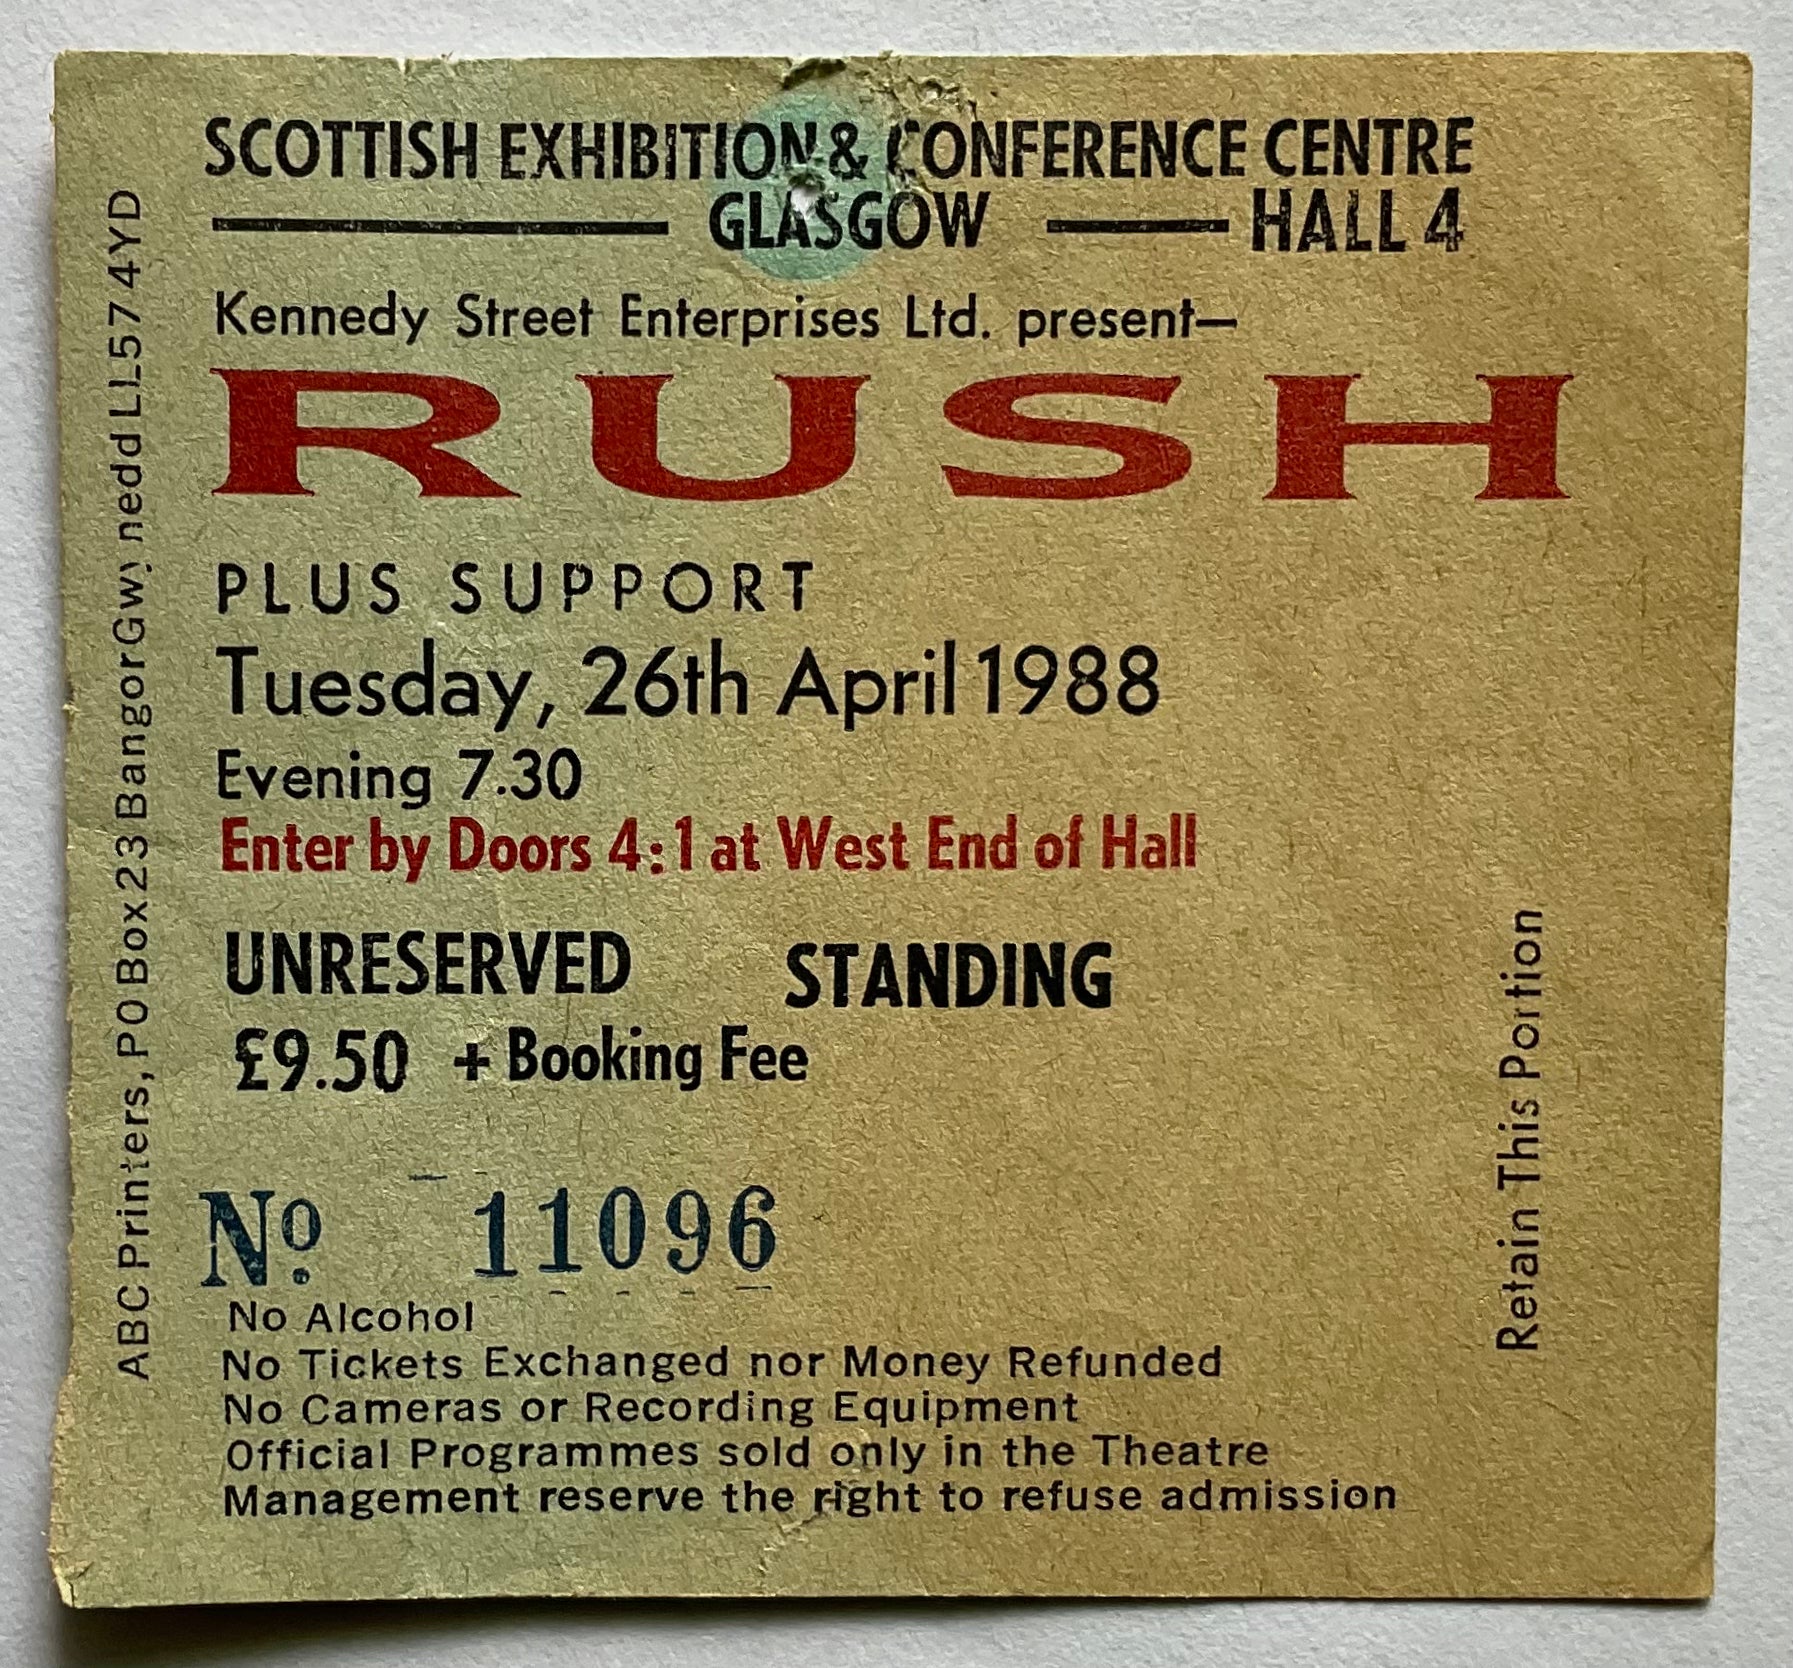 SCOTTISH EXHIBITION & CONFERENCE CENTRE
GLASGOW HALL 4
Kennedy Street Enterprises Ltd. present—
RUSH
PLUS SUPPORT
Tuesday, 26th April 1988
Evening 7.30
Enter by Doors 4:1 at West End of Hall
UNRESERVED STANDING
£9.50 + Booking Fee
No. 11096
No Alcohol
No Tickets Exchanged nor Money Refunded
No Cameras or Recording Equipment
Official Programmes sold only in the Theatre
Management reserve the right to refuse admission
ABC Printers, PO Box 23 Bangor Gwynedd LL57 4YD
Retain This Portion